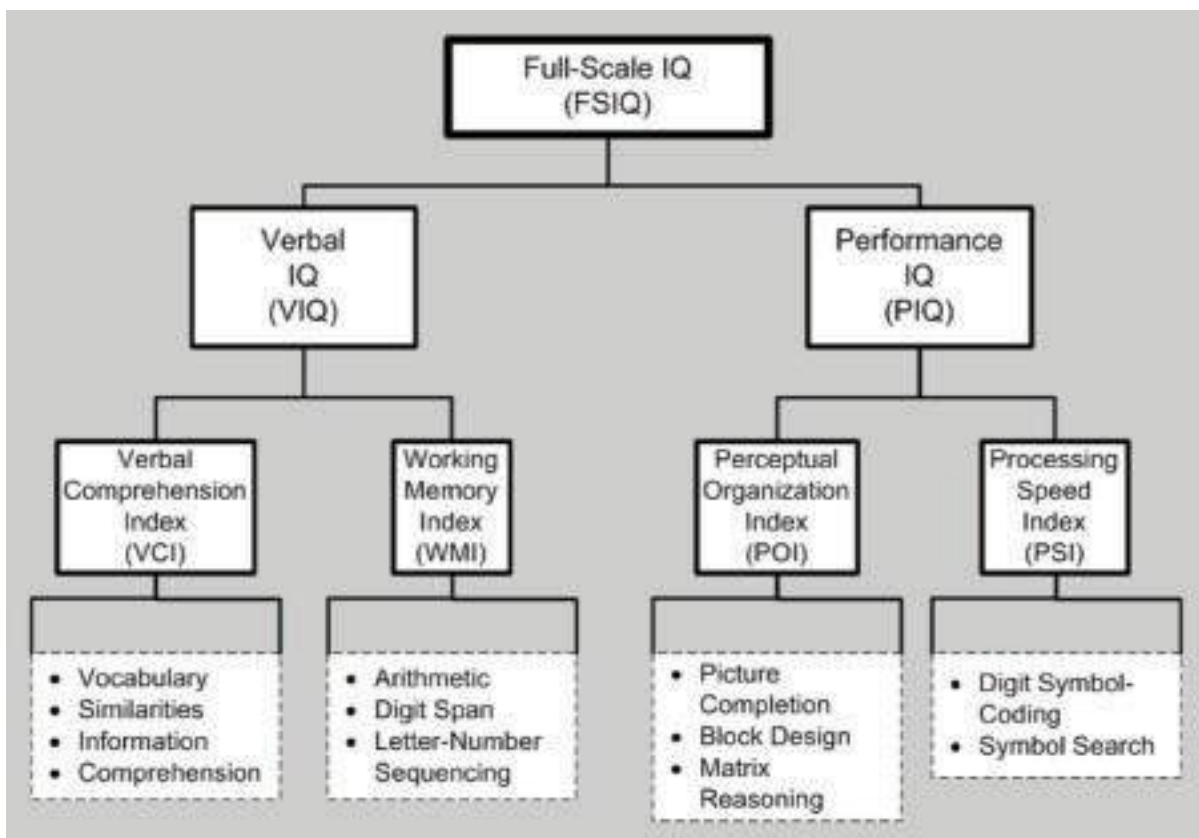 Full-Scale IQ
(FSIQ)
Verbal
IQ
(VIQ)
Performance
IQ
(PIQ)
Verbal
Comprehension
Index
(VCI)
Working
Memory
Index
(WMI)
Perceptual
Organization
Index
(POI)
Processing
Speed
Index
(PSI)
• Vocabulary
• Similarities
• Information
• Comprehension
• Arithmetic
• Digit Span
• Letter-Number
Sequencing
• Picture
Completion
• Block Design
• Matrix
Reasoning
• Digit Symbol-
Coding
• Symbol Search